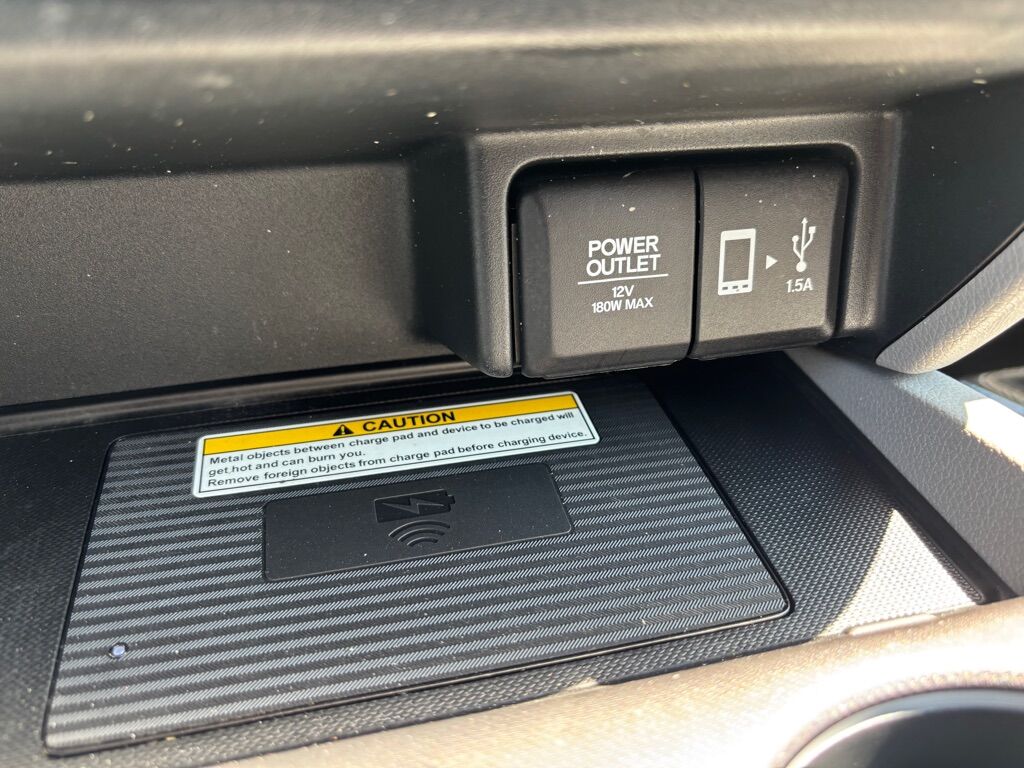 POWER
OUTLET
12V
180W MAX
1.5A
CAUTION
Metal objects between charge pad and device to be charged will
get hot and can burn you.
Remove foreign objects from charge pad before charging device.